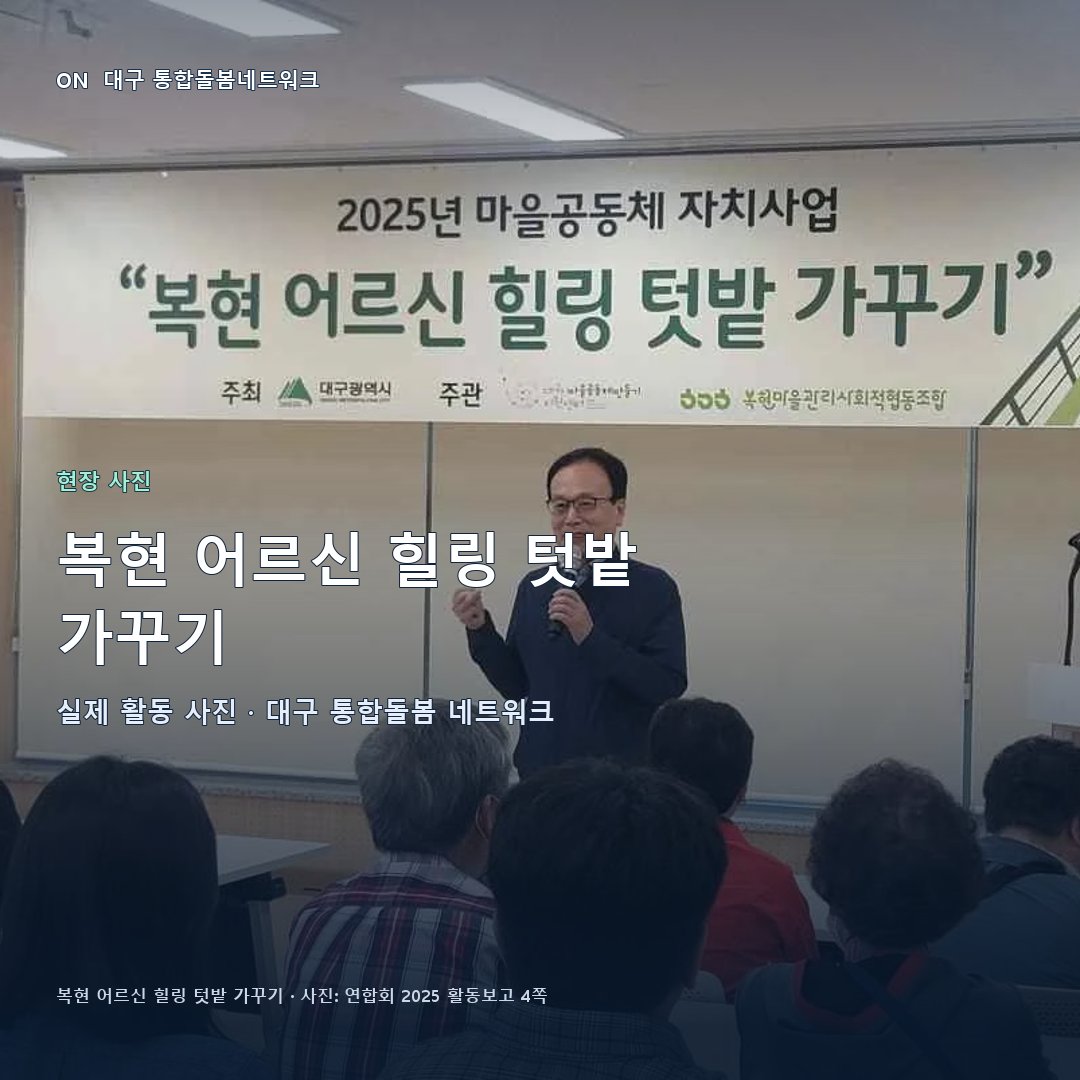 ON 대구 통합돌봄네트워크
2025년 마을공동체 자치사업
“복현 어르신 힐링 텃밭 가꾸기”
주최 대구광역시 주관 복현마을관리사회적협동조합
현장 사진
복현 어르신 힐링 텃밭
가꾸기
실제 활동 사진 · 대구 통합돌봄 네트워크
복현 어르신 힐링 텃밭 가꾸기 · 사진: 연합회 2025 활동보고 4쪽